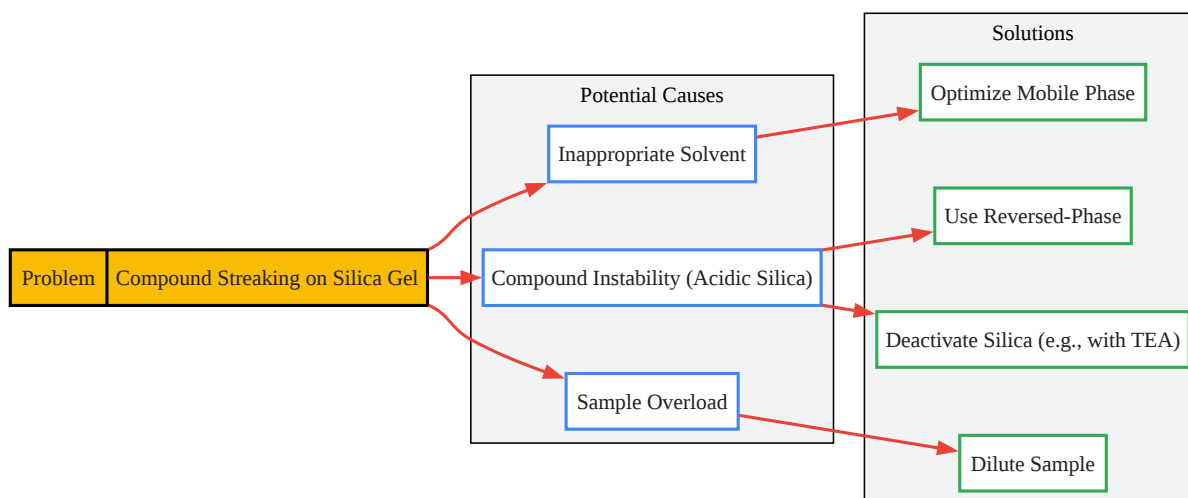 Solutions
Optimize Mobile Phase
Potential Causes
Inappropriate Solvent
Use Reversed-Phase
Problem
Compound Streaking on Silica Gel
Compound Instability (Acidic Silica)
Deactivate Silica (e.g., with TEA)
Sample Overload
Dilute Sample